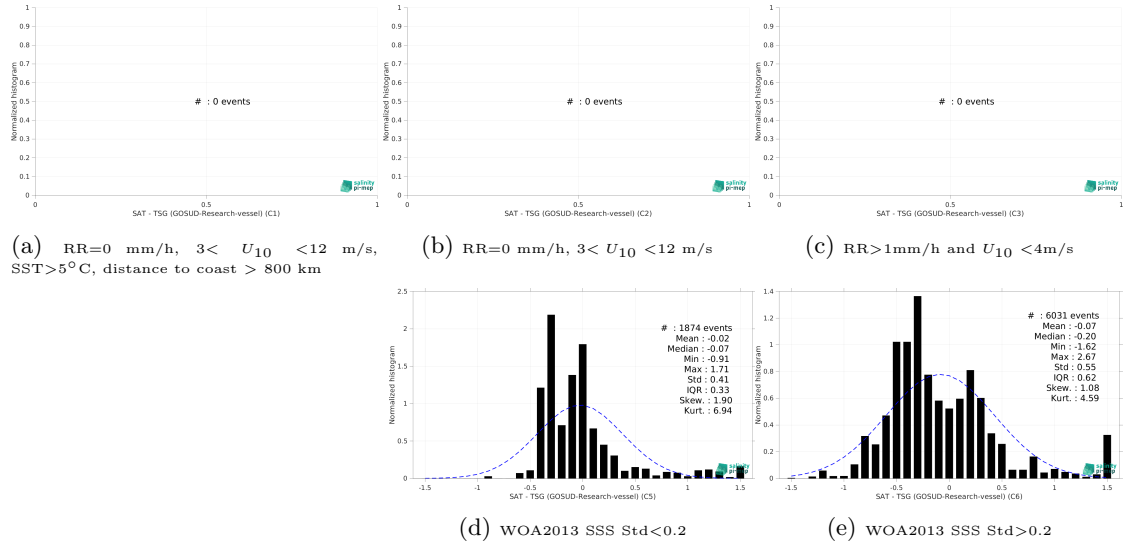 1
0.9
0.8
0.7
0.6
0.5
0.4
0.3
0.2
0.1
0
Normalized histogram
# : 0 events
salinity
pi-mep
0 0.5 1
SAT - TSG (GOSUD-Research-vessel) (C1)
1
0.9
0.8
0.7
0.6
0.5
0.4
0.3
0.2
0.1
0
Normalized histogram
# : 0 events
salinity
pi-mep
0 0.5 1
SAT - TSG (GOSUD-Research-vessel) (C2)
1
0.9
0.8
0.7
0.6
0.5
0.4
0.3
0.2
0.1
0
Normalized histogram
# : 0 events
salinity
pi-mep
0 0.5 1
SAT - TSG (GOSUD-Research-vessel) (C3)
(a) RR=0 mm/h, 3< U10 <12 m/s,
SST>5°C, distance to coast > 800 km
(b) RR=0 mm/h, 3< U10 <12 m/s
(c) RR>1mm/h and U10 <4m/s
2.5
2
1.5
1
0.5
0
Normalized histogram
# : 1874 events
Mean : -0.02
Median : -0.07
Min : -0.91
Max : 1.71
Std : 0.41
IQR : 0.33
Skew. : 1.90
Kurt. : 6.94
salinity
pi-mep
-1.5 -1 -0.5 0 0.5 1 1.5
SAT - TSG (GOSUD-Research-vessel) (C5)
1.4
1.2
1
0.8
0.6
0.4
0.2
0
Normalized histogram
# : 6031 events
Mean : -0.07
Median : -0.20
Min : -1.62
Max : 2.67
Std : 0.55
IQR : 0.62
Skew. : 1.08
Kurt. : 4.59
salinity
pi-mep
-1.5 -1 -0.5 0 0.5 1 1.5
SAT - TSG (GOSUD-Research-vessel) (C6)
(d) WOA2013 SSS Std<0.2
(e) WOA2013 SSS Std>0.2